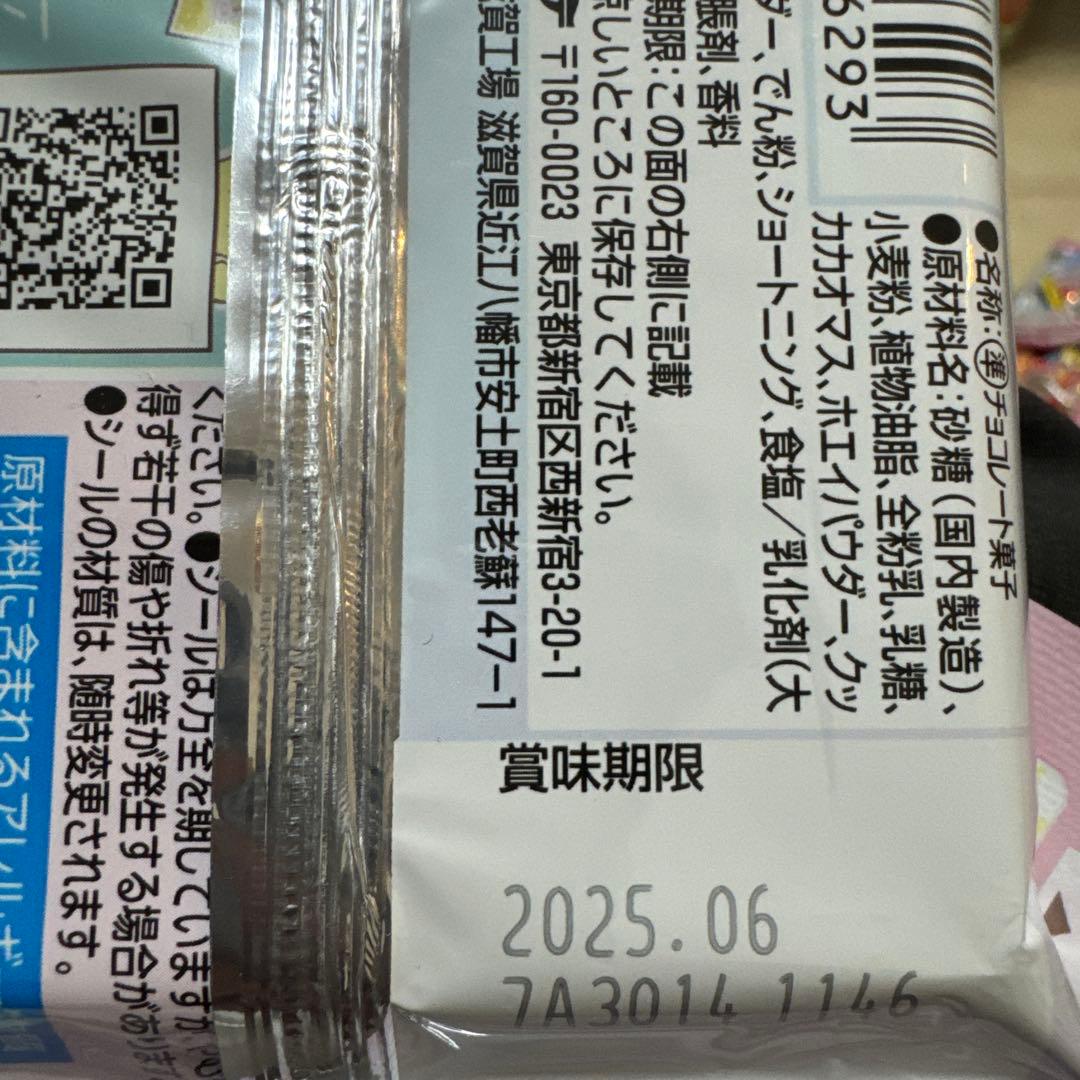 6293
●名称：準チョコレート菓子
●原材料名：砂糖（国内製造）、
小麦粉、植物油脂、全粉乳、乳糖、
カカオマス、ホエイパウダー、クッ
ダー、でん粉、ショートニング、食塩／乳化剤（大
膨剤、香料
期限：この面の右側に記載
涼しいところに保存してください。
〒160-0023 東京都新宿区西新宿3-20-1
滋賀工場 滋賀県近江八幡市安土町西老蘇147-1
賞味期限
2025.06
7A3014 1146
●シールは万全を期していますが
ください。
得ず若干の傷や折れ等が発生する場合があります
●シールの材質は、随時変更されます。
原材料に含まれるアレルギ